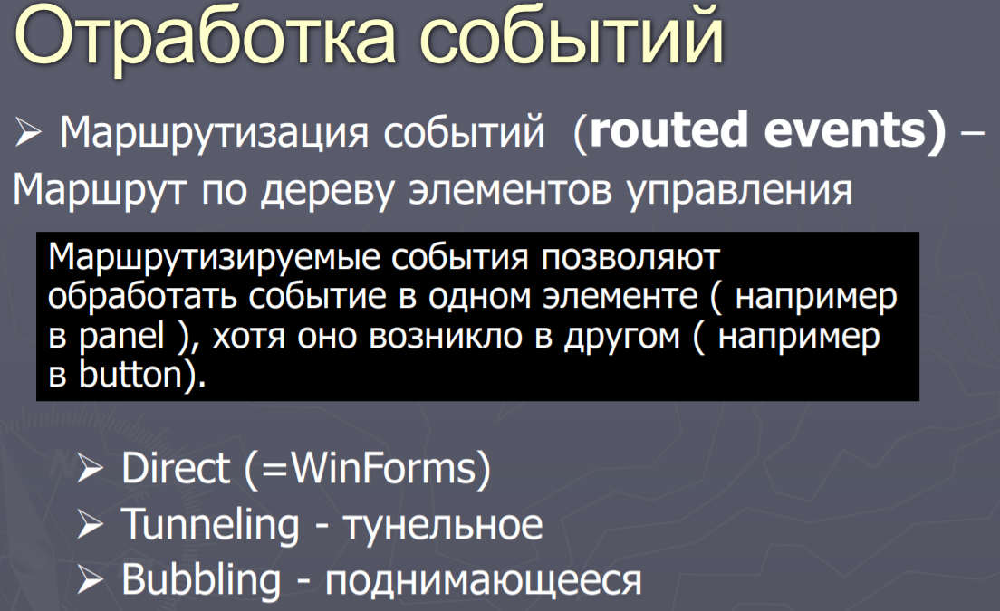 Отработка событий
➢ Маршрутизация событий (routed events) –
Маршрут по дереву элементов управления
Маршрутизируемые события позволяют
обработать событие в одном элементе ( например
в panel ), хотя оно возникло в другом ( например
в button).
➢ Direct (=WinForms)
➢ Tunneling - тунельное
➢ Bubbling - поднимающееся